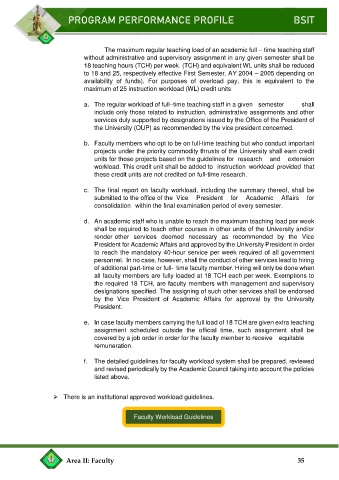 PROGRAM PERFORMANCE PROFILE BSIT
The maximum regular teaching load of an academic full – time teaching staff
without administrative and supervisory assignment in any given semester shall be
18 teaching hours (TCH) per week. (TCH) and equivalent WL units shall be reduced
to 18 and 25, respectively effective First Semester, AY 2004 – 2005 depending on
availability of funds). For purposes of overload pay, this is equivalent to the
maximum of 25 instruction workload (WL) credit units
a. The regular workload of full–time teaching staff in a given semester shall
include only those related to instruction, administrative assignments and other
services duly supported by designations issued by the Office of the President of
the University (OUP) as recommended by the vice president concerned.
b. Faculty members who opt to be on full-time teaching but who conduct important
projects under the priority commodity thrusts of the University shall earn credit
units for those projects based on the guidelines for research and extension
workload. This credit unit shall be added to instruction workload provided that
these credit units are not credited on full-time research.
c. The final report on faculty workload, including the summary thereof, shall be
submitted to the office of the Vice President for Academic Affairs for
consolidation within the final examination period of every semester.
d. An academic staff who is unable to reach the maximum teaching load per week
shall be required to teach other courses in other units of the University and/or
render other services deemed necessary as recommended by the Vice
President for Academic Affairs and approved by the University President in order
to reach the mandatory 40-hour service per week required of all government
personnel. In no case, however, shall the conduct of other services lead to hiring
of additional part-time or full- time faculty member. Hiring will only be done when
all faculty members are fully loaded at 18 TCH each per week. Exemptions to
the required 18 TCH, are faculty members with management and supervisory
designations specified. The assigning of such other services shall be endorsed
by the Vice President of Academic Affairs for approval by the University
President.
e. In case faculty members carrying the full load of 18 TCH are given extra teaching
assignment scheduled outside the official time, such assignment shall be
covered by a job order in order for the faculty member to receive equitable
remuneration.
f. The detailed guidelines for faculty workload system shall be prepared, reviewed
and revised periodically by the Academic Council taking into account the policies
listed above.
➢ There is an institutional approved workload guidelines.
Faculty Workload Guidelines
Area II: Faculty 35